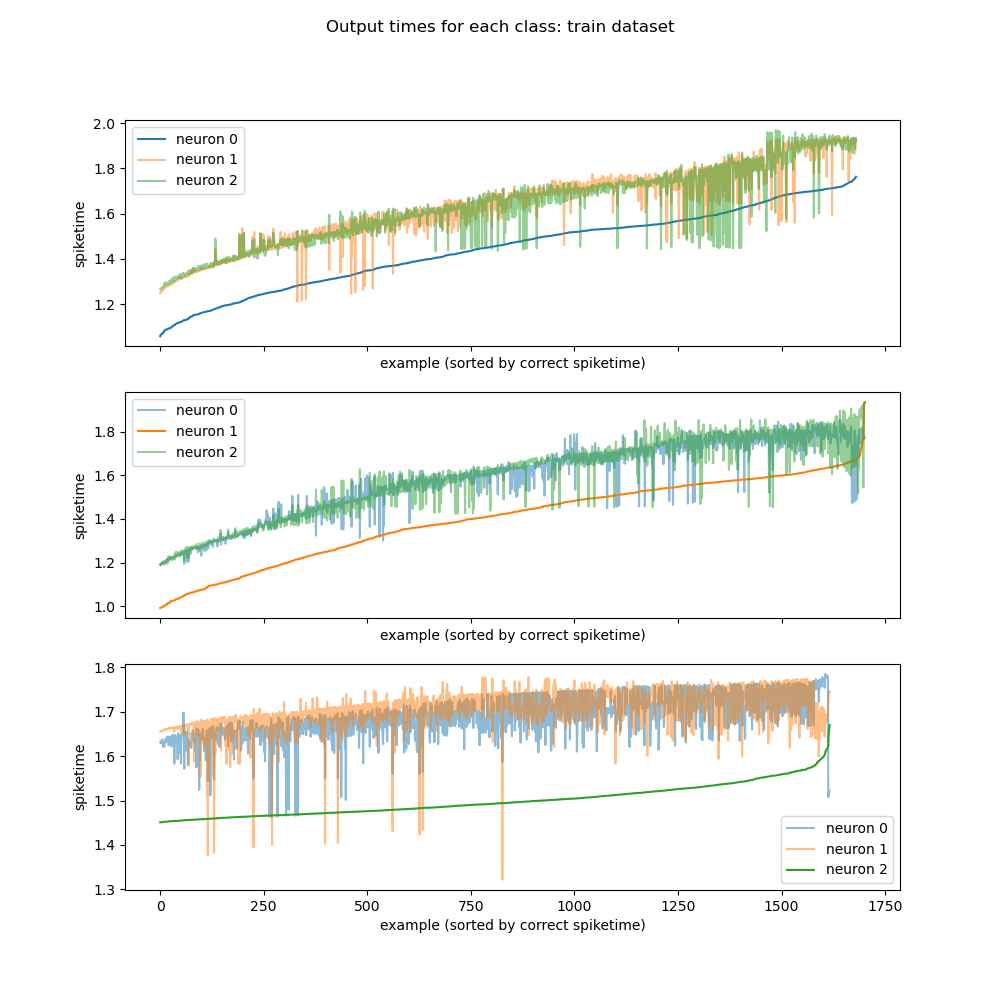 Output times for each class: train dataset
2.0
1.8
1.6
1.4
1.2
spiketime
neuron 0
neuron 1
neuron 2
example (sorted by correct spiketime)
1.8
1.6
1.4
1.2
1.0
spiketime
neuron 0
neuron 1
neuron 2
example (sorted by correct spiketime)
1.8
1.7
1.6
1.5
1.4
1.3
spiketime
neuron 0
neuron 1
neuron 2
0 250 500 750 1000 1250 1500 1750
example (sorted by correct spiketime)